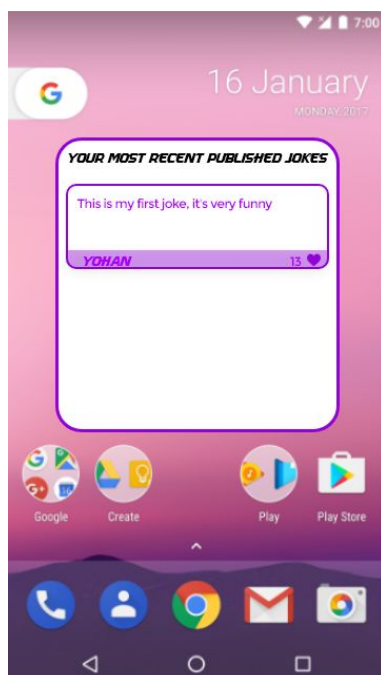 7:00
16 January
MONDAY, 2017
YOUR MOST RECENT PUBLISHED JOKES
This is my first joke, it's very funny
YOHAN
13
Google
Create
Play
Play Store